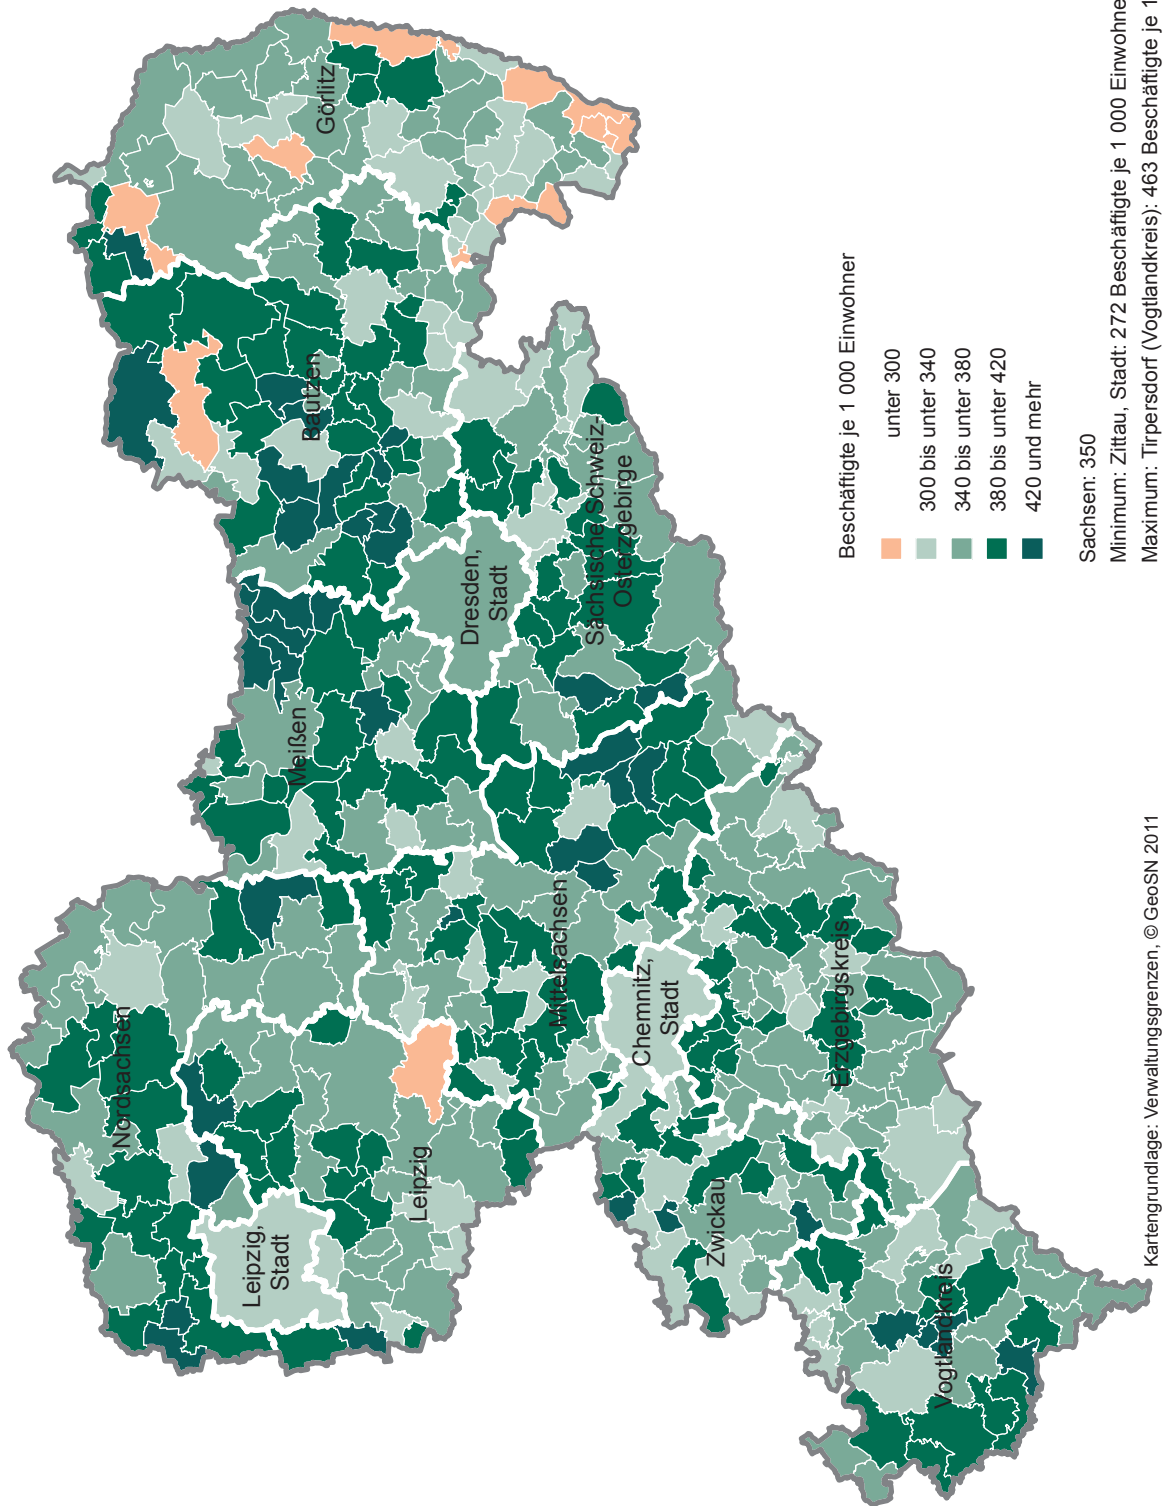 Görlitz
Bautzen
Sächsische Schweiz-
Osterzgebirge
Dresden,
Stadt
Meißen
Mittelsachsen
Nordsachsen
Chemnitz,
Stadt
Erzgebirgskreis
Leipzig
Leipzig,
Stadt
Zwickau
Vogtlandkreis
Beschäftigte je 1 000 Einwohner
unter 300
300 bis unter 340
340 bis unter 380
380 bis unter 420
420 und mehr
Sachsen: 350
Minimum: Zittau, Stadt: 272 Beschäftigte je 1 000 Einwohne
Maximum: Tirpersdorf (Vogtlandkreis): 463 Beschäftigte je 1
Kartengrundlage: Verwaltungsgrenzen, © GeoSN 2011